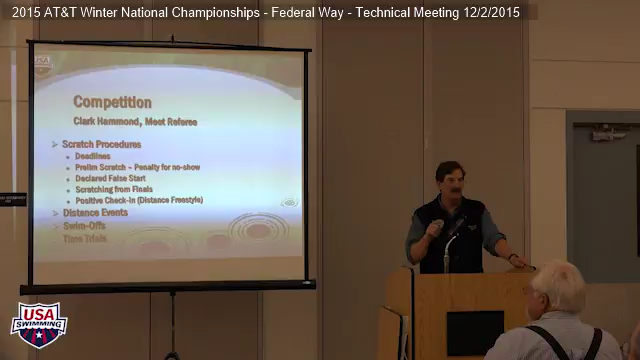 2015 AT&T Winter National Championships - Federal Way - Technical Meeting 12/2/2015
Competition
Clark Hammond, Meet Referee
Scratch Procedures
Deadlines
Prelim Scratch – Penalty for no-show
Declared False Start
Scratching from Finals
Positive Check-in (Distance Freestyle)
Distance Events
Swim-Offs
Time Trials
USA
SWIMMING